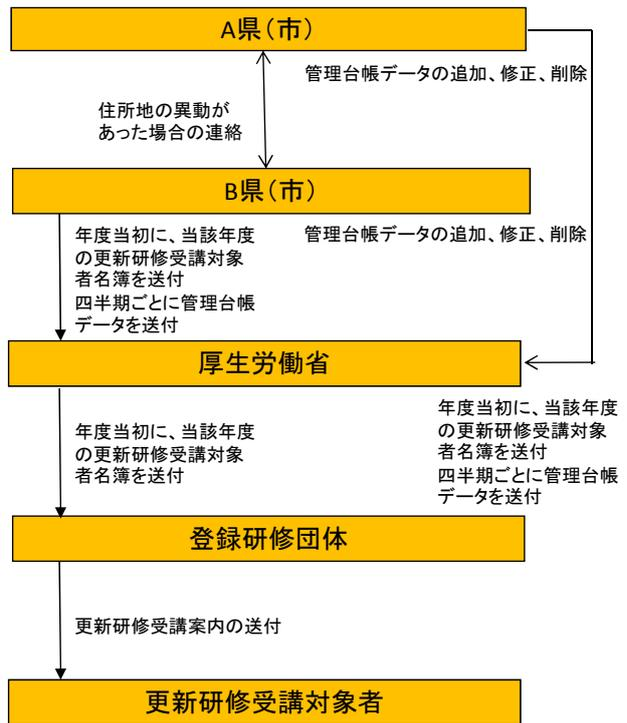 A県（市）
管理台帳データの追加、修正、削除
住所地の異動が
あった場合の連絡
B県（市）
年度当初に、当該年度
の更新研修受講対象
者名簿を送付
四半期ごとに管理台帳
データを送付
管理台帳データの追加、修正、削除
厚生労働省
年度当初に、当該年度
の更新研修受講対象
者名簿を送付
年度当初に、当該年度
の更新研修受講対象
者名簿を送付
四半期ごとに管理台帳
データを送付
登録研修団体
更新研修受講案内の送付
更新研修受講対象者